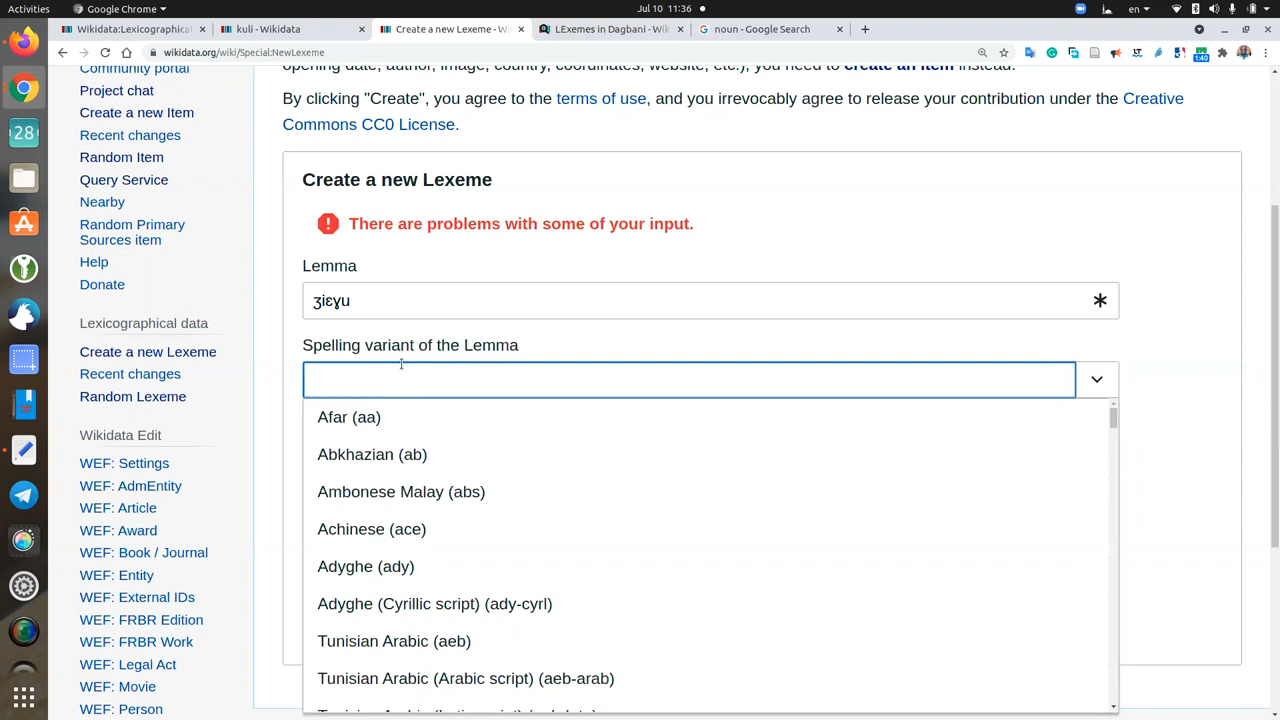 Activities
Google Chrome
Jul 10 11:36
en
Wikidata:Lexicographical
kuli - Wikidata
Create a new Lexeme - W
LExemes in Dagbani - Wik
noun - Google Search
wikidata.org/wiki/Special:NewLexeme
1:40
28
Community portal
Project chat
Create a new Item
Recent changes
Random Item
Query Service
Nearby
Random Primary
Sources item
Help
Donate
Lexicographical data
Create a new Lexeme
Recent changes
Random Lexeme
Wikidata Edit
WEF: Settings
WEF: AdmEntity
WEF: Article
WEF: Award
WEF: Book / Journal
WEF: Entity
WEF: External IDs
WEF: FRBR Edition
WEF: FRBR Work
WEF: Legal Act
WEF: Movie
WEF: Person
opening date, author, image, country, coordinates, website, etc.), you need to create an Item instead.
By clicking "Create", you agree to the terms of use, and you irrevocably agree to release your contribution under the Creative
Commons CC0 License.
Create a new Lexeme
There are problems with some of your input.
Lemma
ʒiɛɣu
Spelling variant of the Lemma
Afar (aa)
Abkhazian (ab)
Ambonese Malay (abs)
Achinese (ace)
Adyghe (ady)
Adyghe (Cyrillic script) (ady-cyrl)
Tunisian Arabic (aeb)
Tunisian Arabic (Arabic script) (aeb-arab)